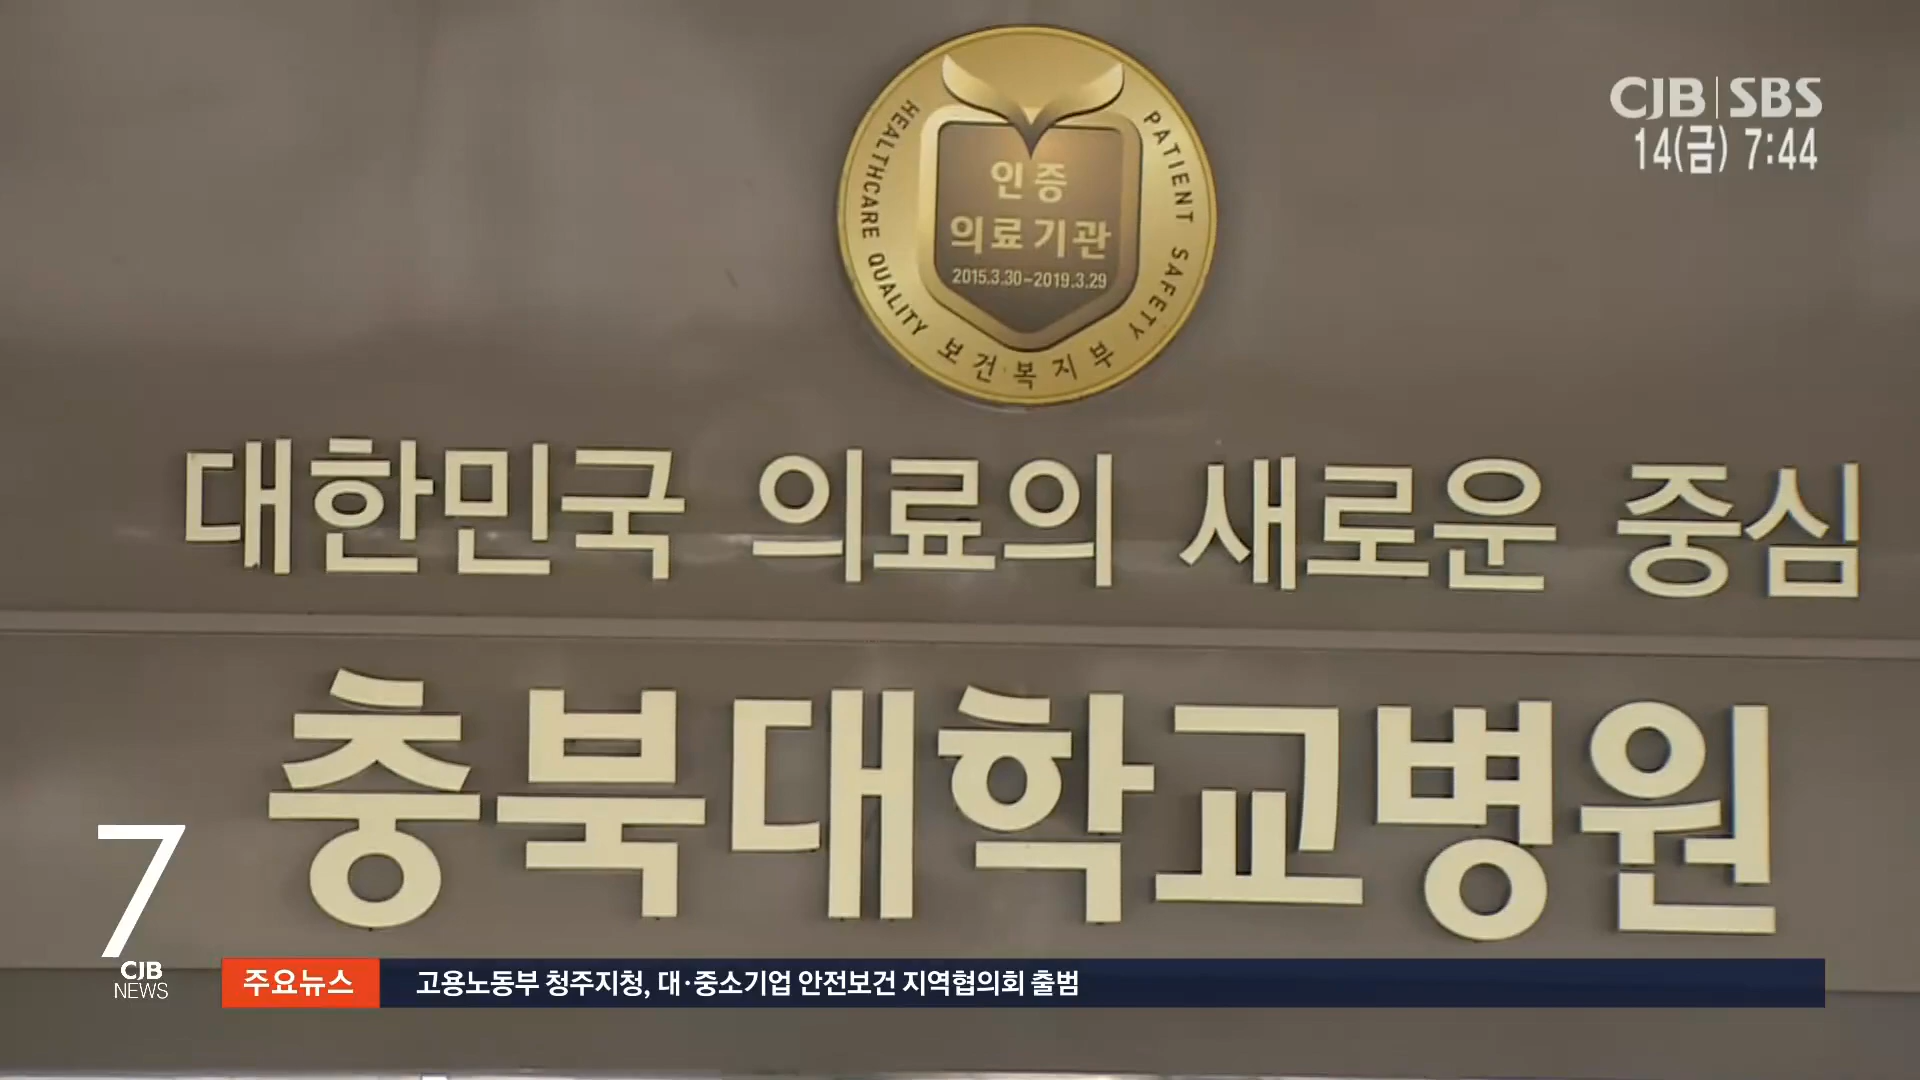 CJB | SBS
14(금) 7:44
HEALTHCARE QUALITY
PATIENT SAFETY
인증
의료기관
2015.3.30~2019.3.29
보건복지부
대한민국 의료의 새로운 중심
충북대학교병원
7
CJB
NEWS
주요뉴스
고용노동부 청주지청, 대·중소기업 안전보건 지역협의회 출범